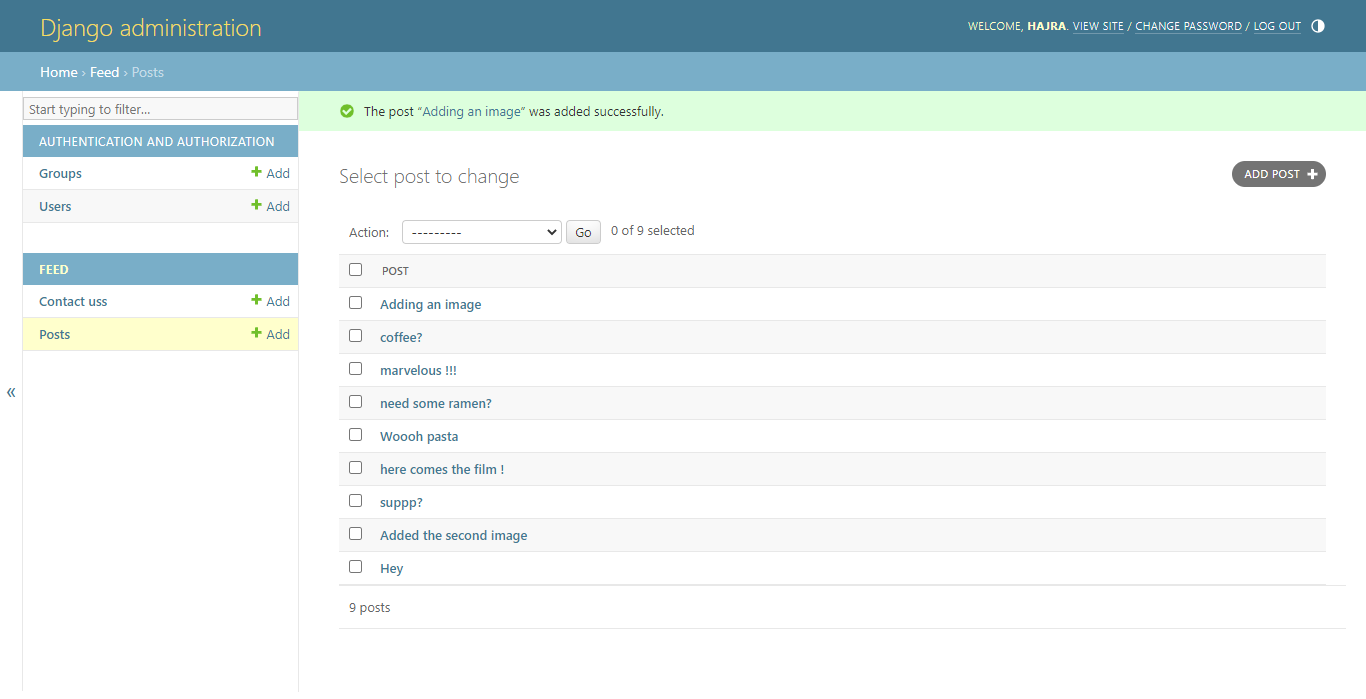 Django administration
WELCOME, HAJRA. VIEW SITE / CHANGE PASSWORD / LOG OUT
Home › Feed › Posts
Start typing to filter...
AUTHENTICATION AND AUTHORIZATION
Groups + Add
Users + Add
FEED
Contact uss + Add
Posts + Add
«
The post “Adding an image” was added successfully.
Select post to change
ADD POST +
Action: --------- Go 0 of 9 selected
POST
Adding an image
coffee?
marvelous !!!
need some ramen?
Woooh pasta
here comes the film !
suppp?
Added the second image
Hey
9 posts